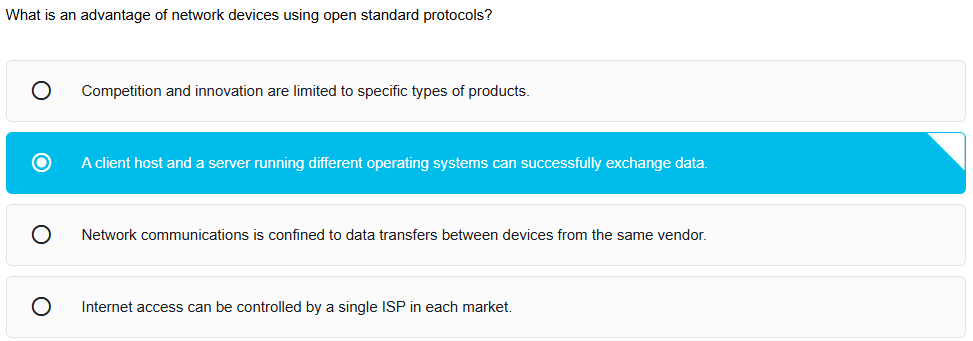 What is an advantage of network devices using open standard protocols?
Competition and innovation are limited to specific types of products.
A client host and a server running different operating systems can successfully exchange data.
Network communications is confined to data transfers between devices from the same vendor.
Internet access can be controlled by a single ISP in each market.